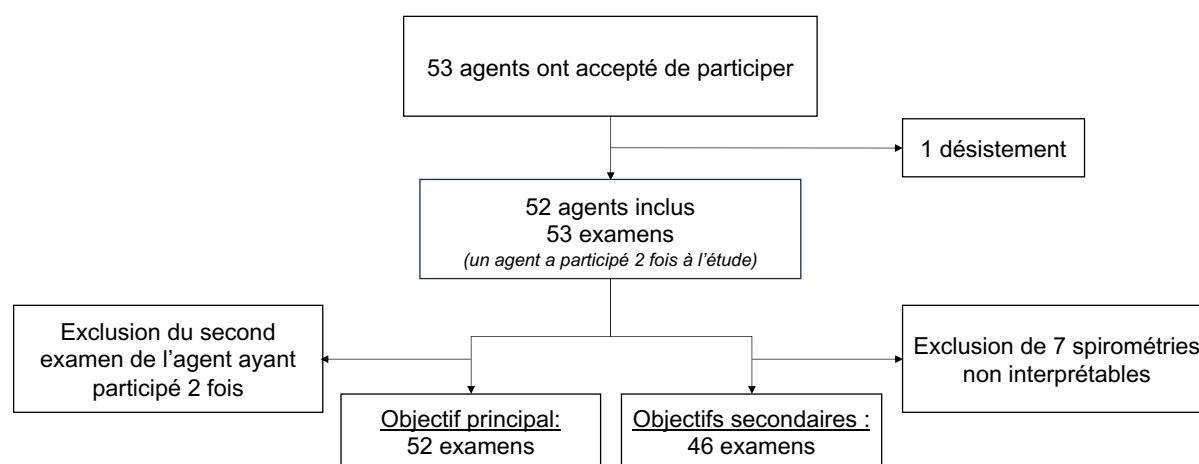 53 agents ont accepté de participer
1 désistement
52 agents inclus
53 examens
(un agent a participé 2 fois à l’étude)
Exclusion du second
examen de l’agent ayant
participé 2 fois
Exclusion de 7 spirométries
non interprétables
Objectif principal:
52 examens
Objectifs secondaires :
46 examens